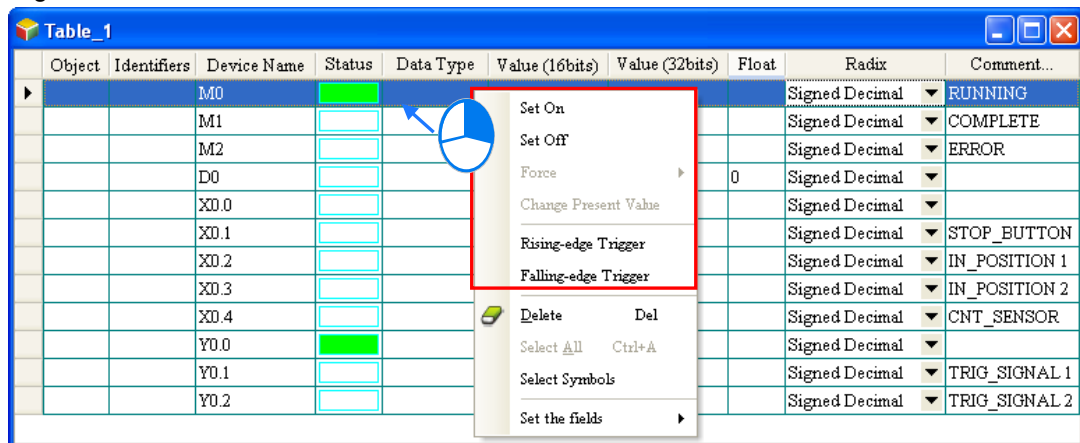 Table_1
Object Identifiers Device Name Status Data Type Value (16bits) Value (32bits) Float Radix Comment...
M0 Signed Decimal RUNNING
M1 Signed Decimal COMPLETE
M2 Signed Decimal ERROR
D0 0 Signed Decimal
X0.0 Signed Decimal
X0.1 Signed Decimal STOP_BUTTON
X0.2 Signed Decimal IN_POSITION 1
X0.3 Signed Decimal IN_POSITION 2
X0.4 Signed Decimal CNT_SENSOR
Y0.0 Signed Decimal
Y0.1 Signed Decimal TRIG_SIGNAL 1
Y0.2 Signed Decimal TRIG_SIGNAL 2
Set On
Set Off
Force
Change Present Value
Rising-edge Trigger
Falling-edge Trigger
Delete Del
Select All Ctrl+A
Select Symbols
Set the fields